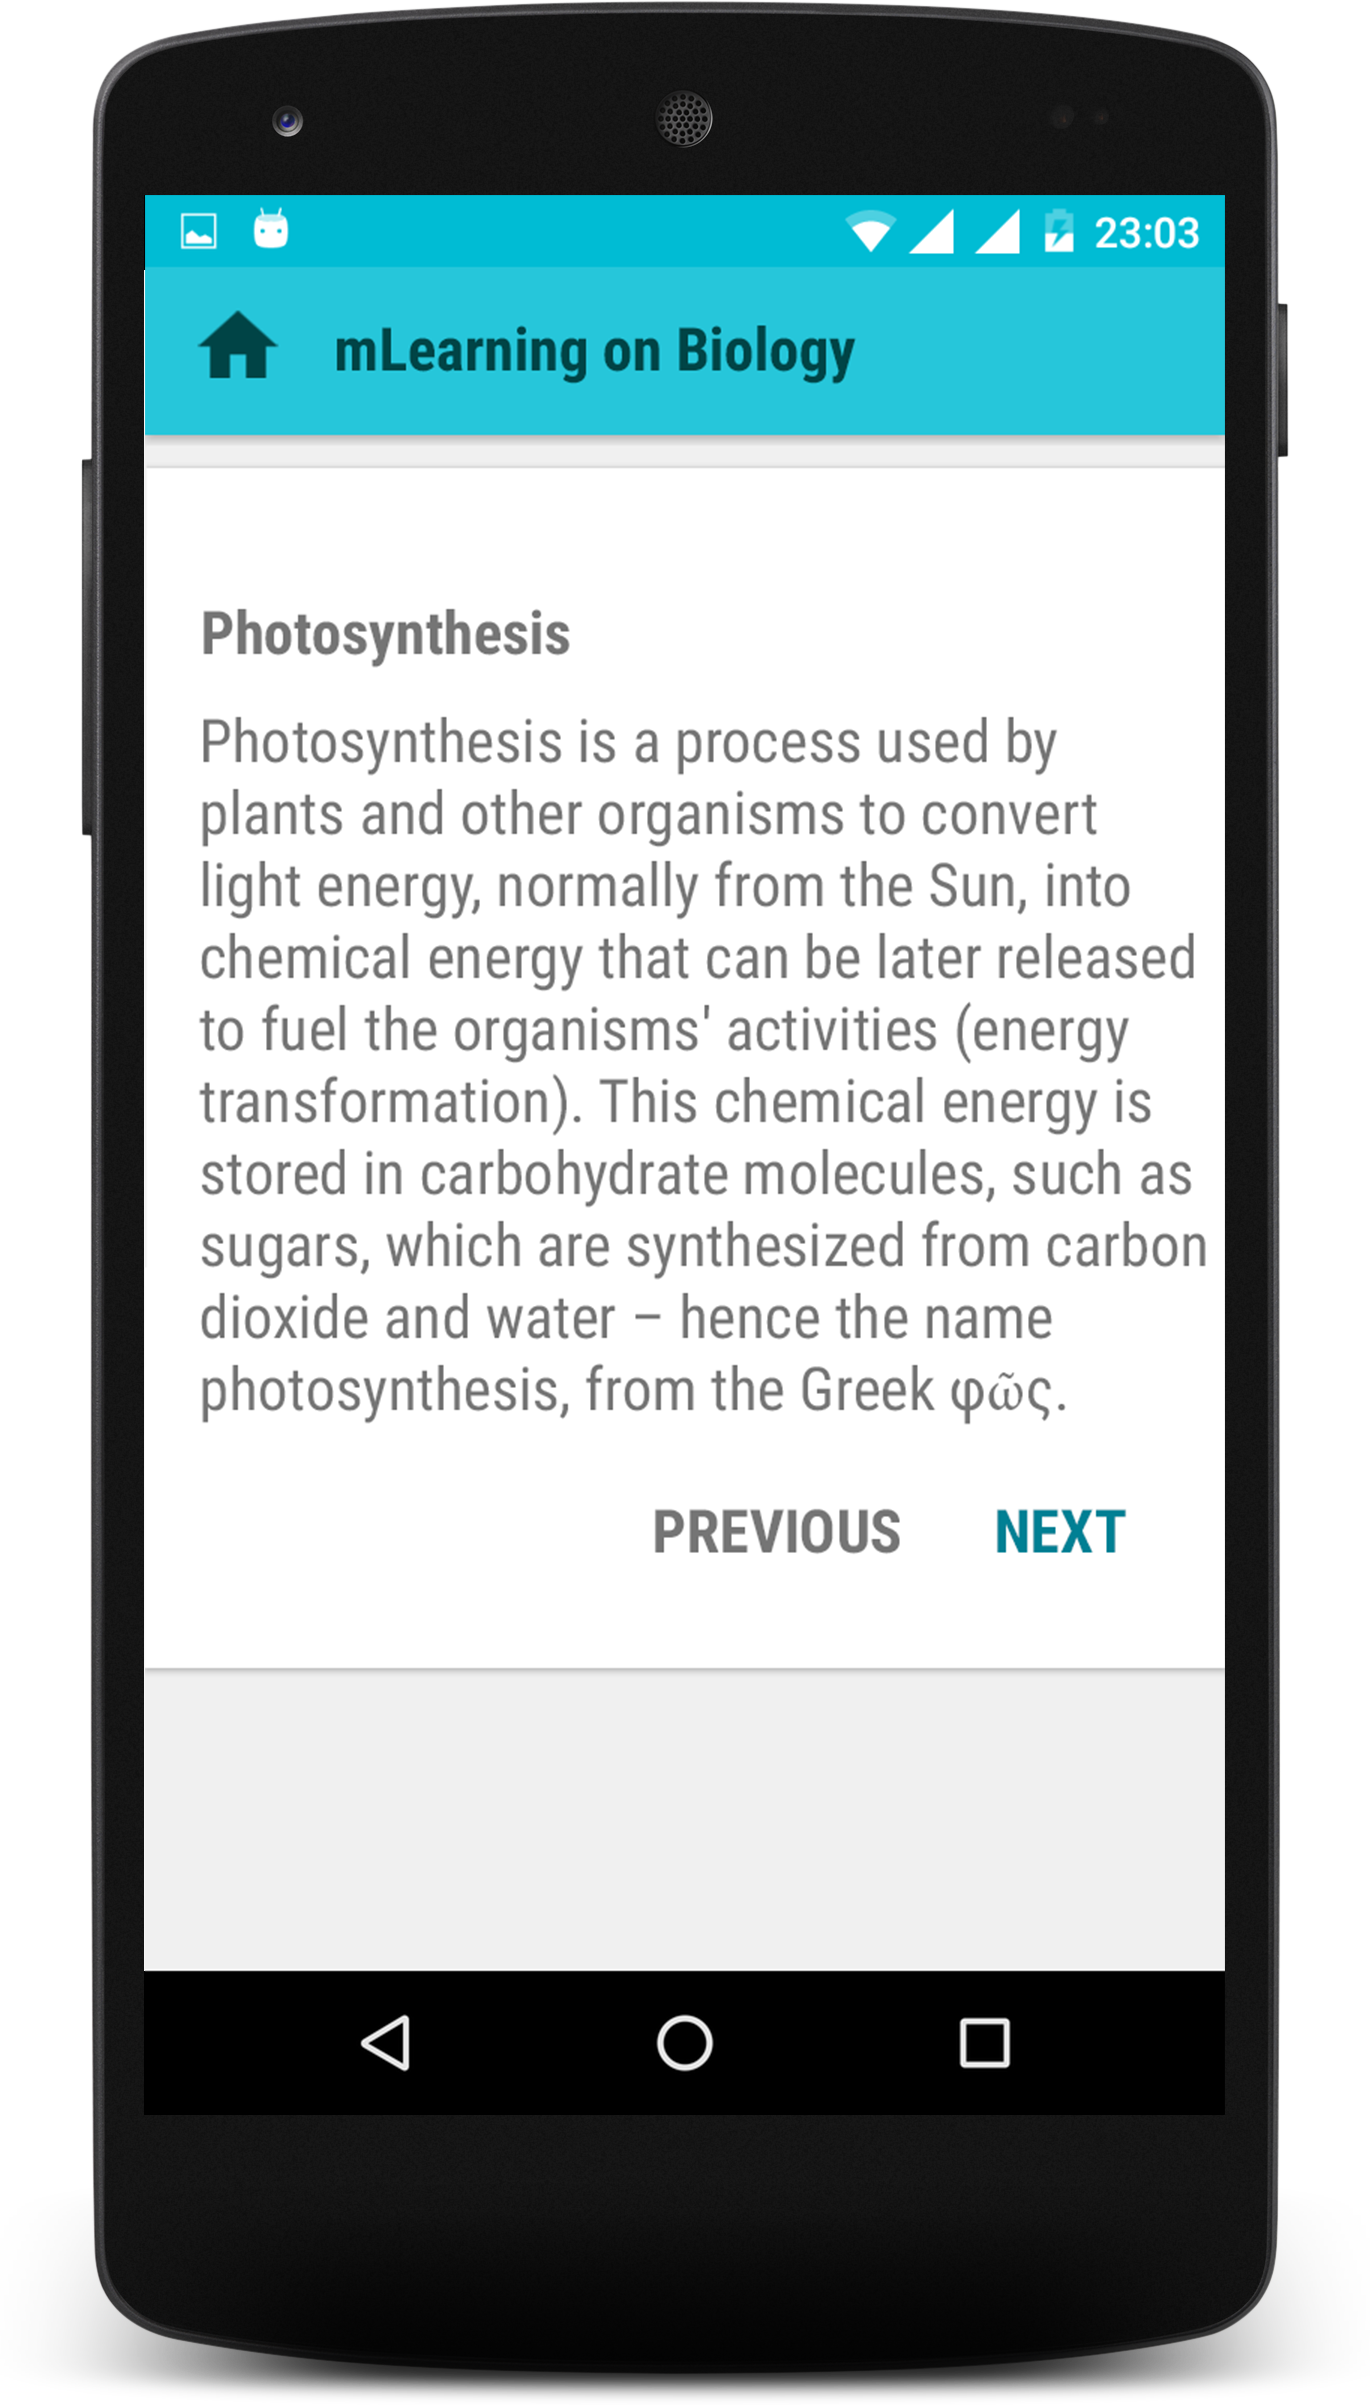 23:03
mLearning on Biology
Photosynthesis
Photosynthesis is a process used by
plants and other organisms to convert
light energy, normally from the Sun, into
chemical energy that can be later released
to fuel the organisms' activities (energy
transformation). This chemical energy is
stored in carbohydrate molecules, such as
sugars, which are synthesized from carbon
dioxide and water – hence the name
photosynthesis, from the Greek φῶς.
PREVIOUS NEXT